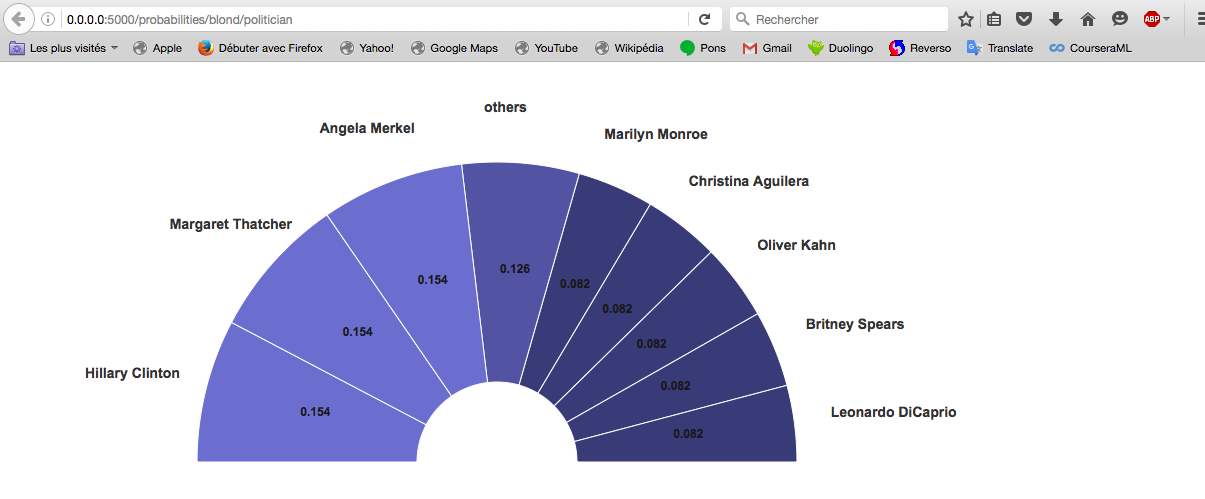 0.0.0.0:5000/probabilities/blond/politician
Rechercher
ABP
Les plus visités Apple Débuter avec Firefox Yahoo! Google Maps YouTube Wikipédia Pons Gmail Duolingo Reverso Translate CourseraML
others
Angela Merkel
Marilyn Monroe
Christina Aguilera
Margaret Thatcher
Oliver Kahn
0.126
0.154
0.082
0.082
Britney Spears
0.154
0.082
Hillary Clinton
0.082
0.154
Leonardo DiCaprio
0.082